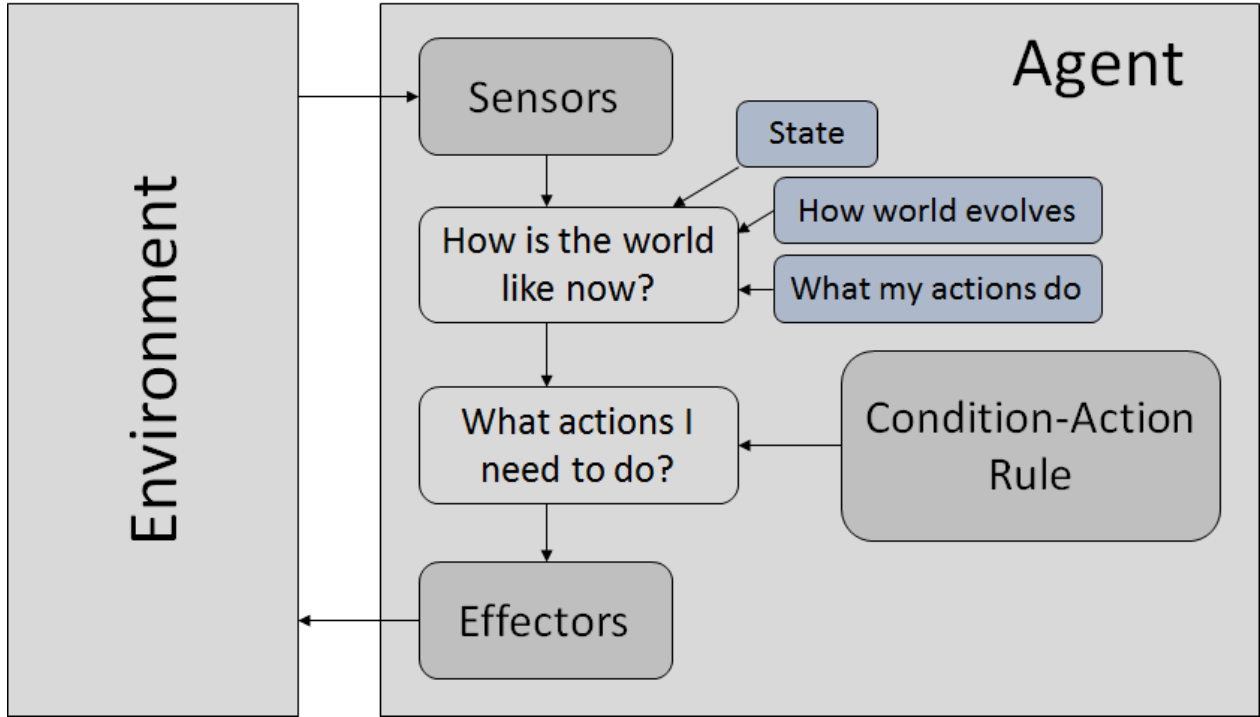 Environment
Agent
Sensors
State
How world evolves
What my actions do
How is the world
like now?
What actions I
need to do?
Condition-Action
Rule
Effectors